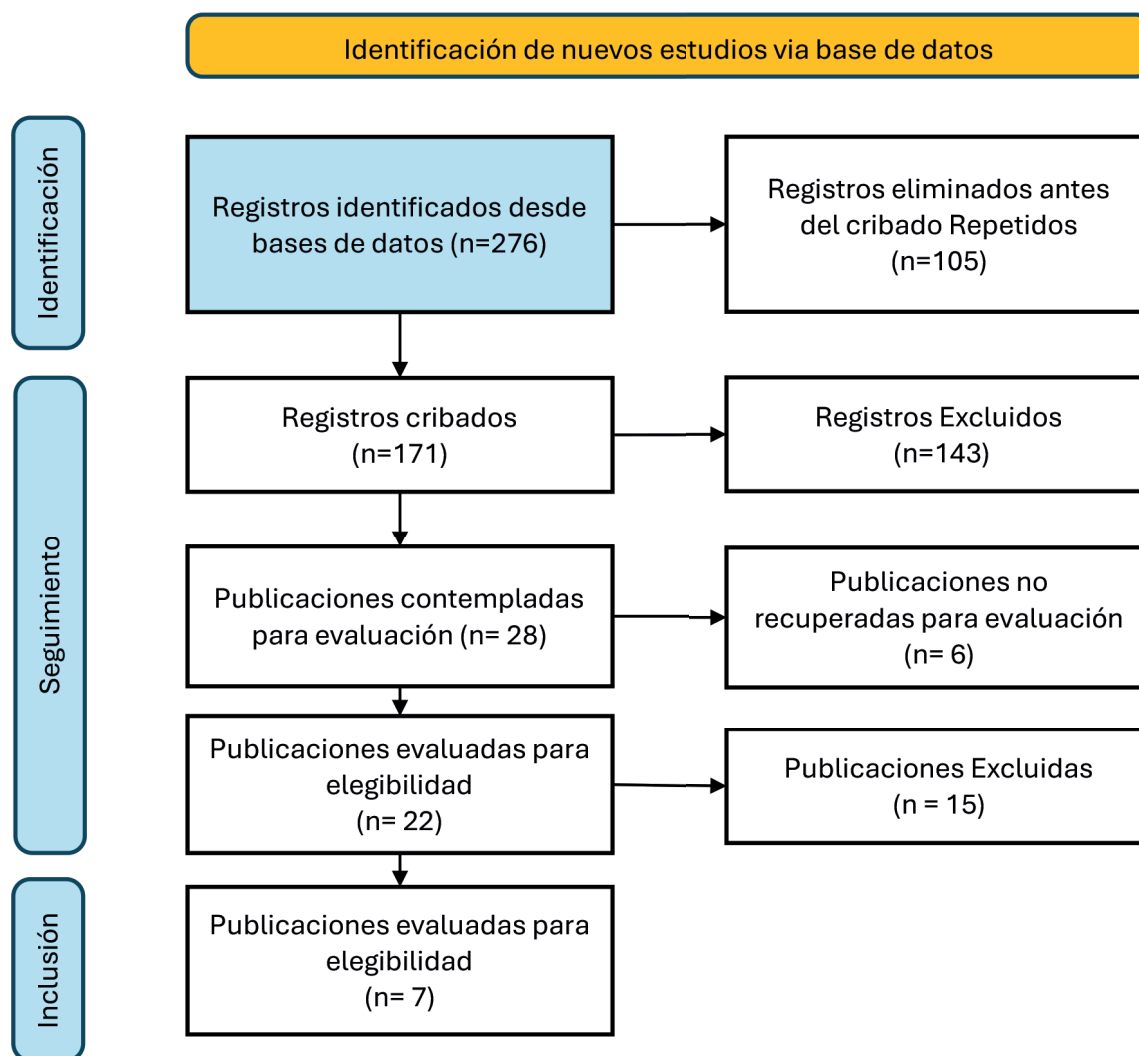 Identificación de nuevos estudios via base de datos
Identificación
Registros identificados desde
bases de datos (n=276)
Registros eliminados antes
del cribado Repetidos
(n=105)
Seguimiento
Registros cribados
(n=171)
Registros Excluidos
(n=143)
Publicaciones contempladas
para evaluación (n= 28)
Publicaciones no
recuperadas para evaluación
(n= 6)
Publicaciones evaluadas para
elegibilidad
(n= 22)
Publicaciones Excluidas
(n = 15)
Inclusión
Publicaciones evaluadas para
elegibilidad
(n= 7)